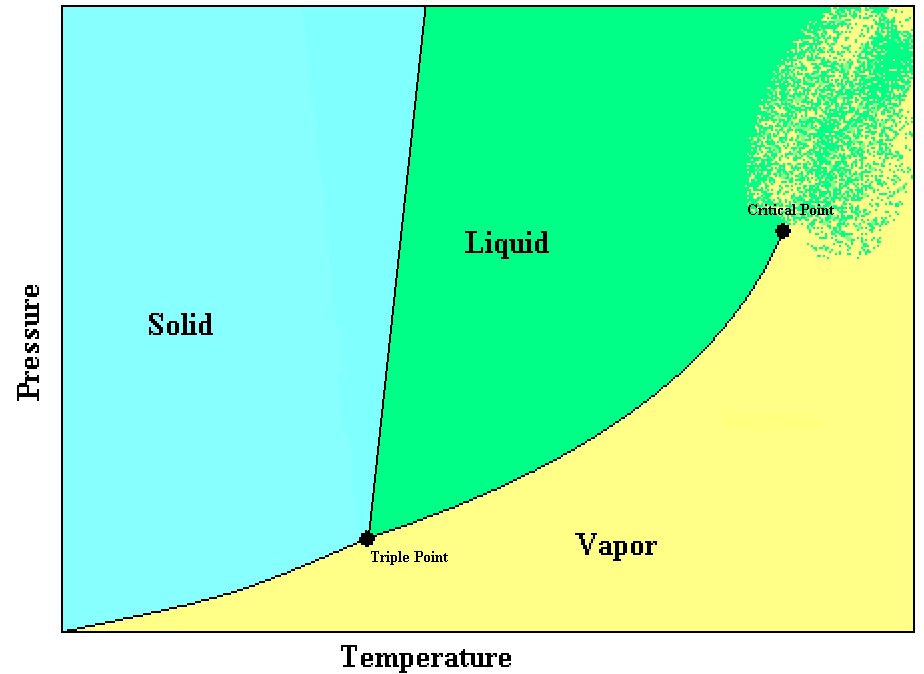 Critical Point
Liquid
Solid
Pressure
Vapor
Triple Point
Temperature